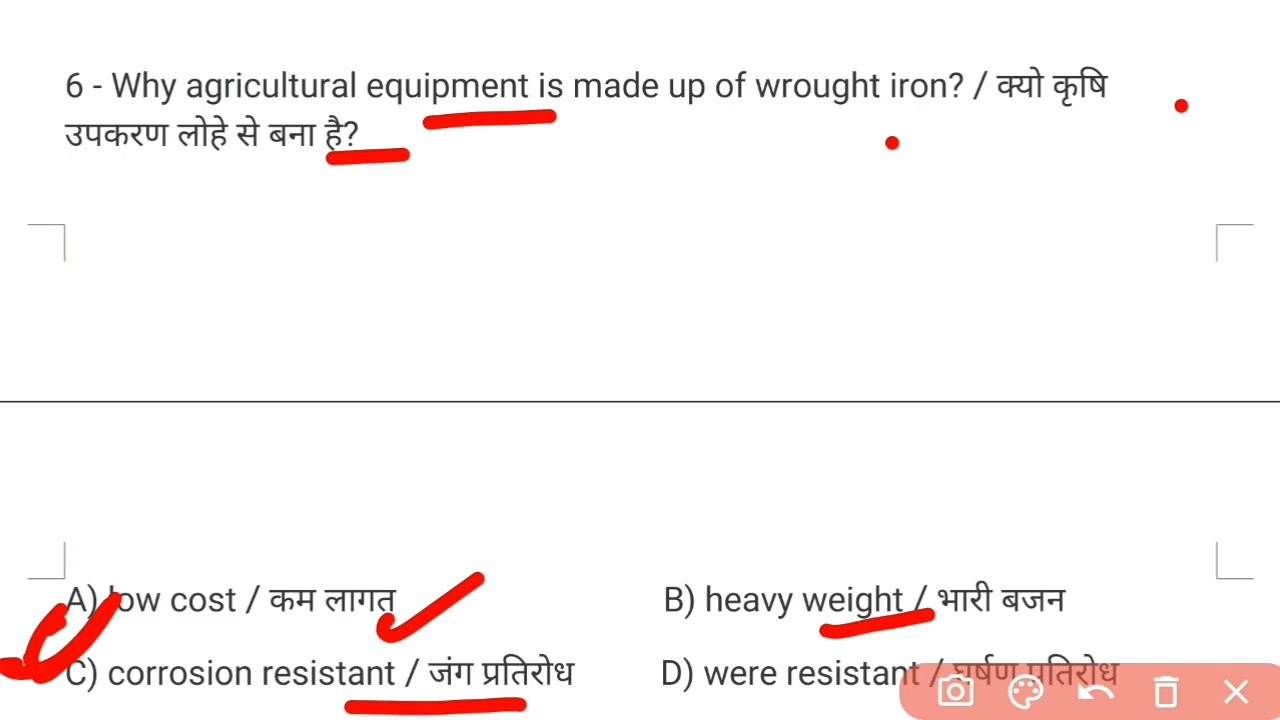 6 - Why agricultural equipment is made up of wrought iron? / क्यो कृषि
उपकरण लोहे से बना है?
A) low cost / कम लागत
B) heavy weight / भारी बजन
C) corrosion resistant / जंग प्रतिरोध
D) were resistant / घर्षण प्रतिरोध